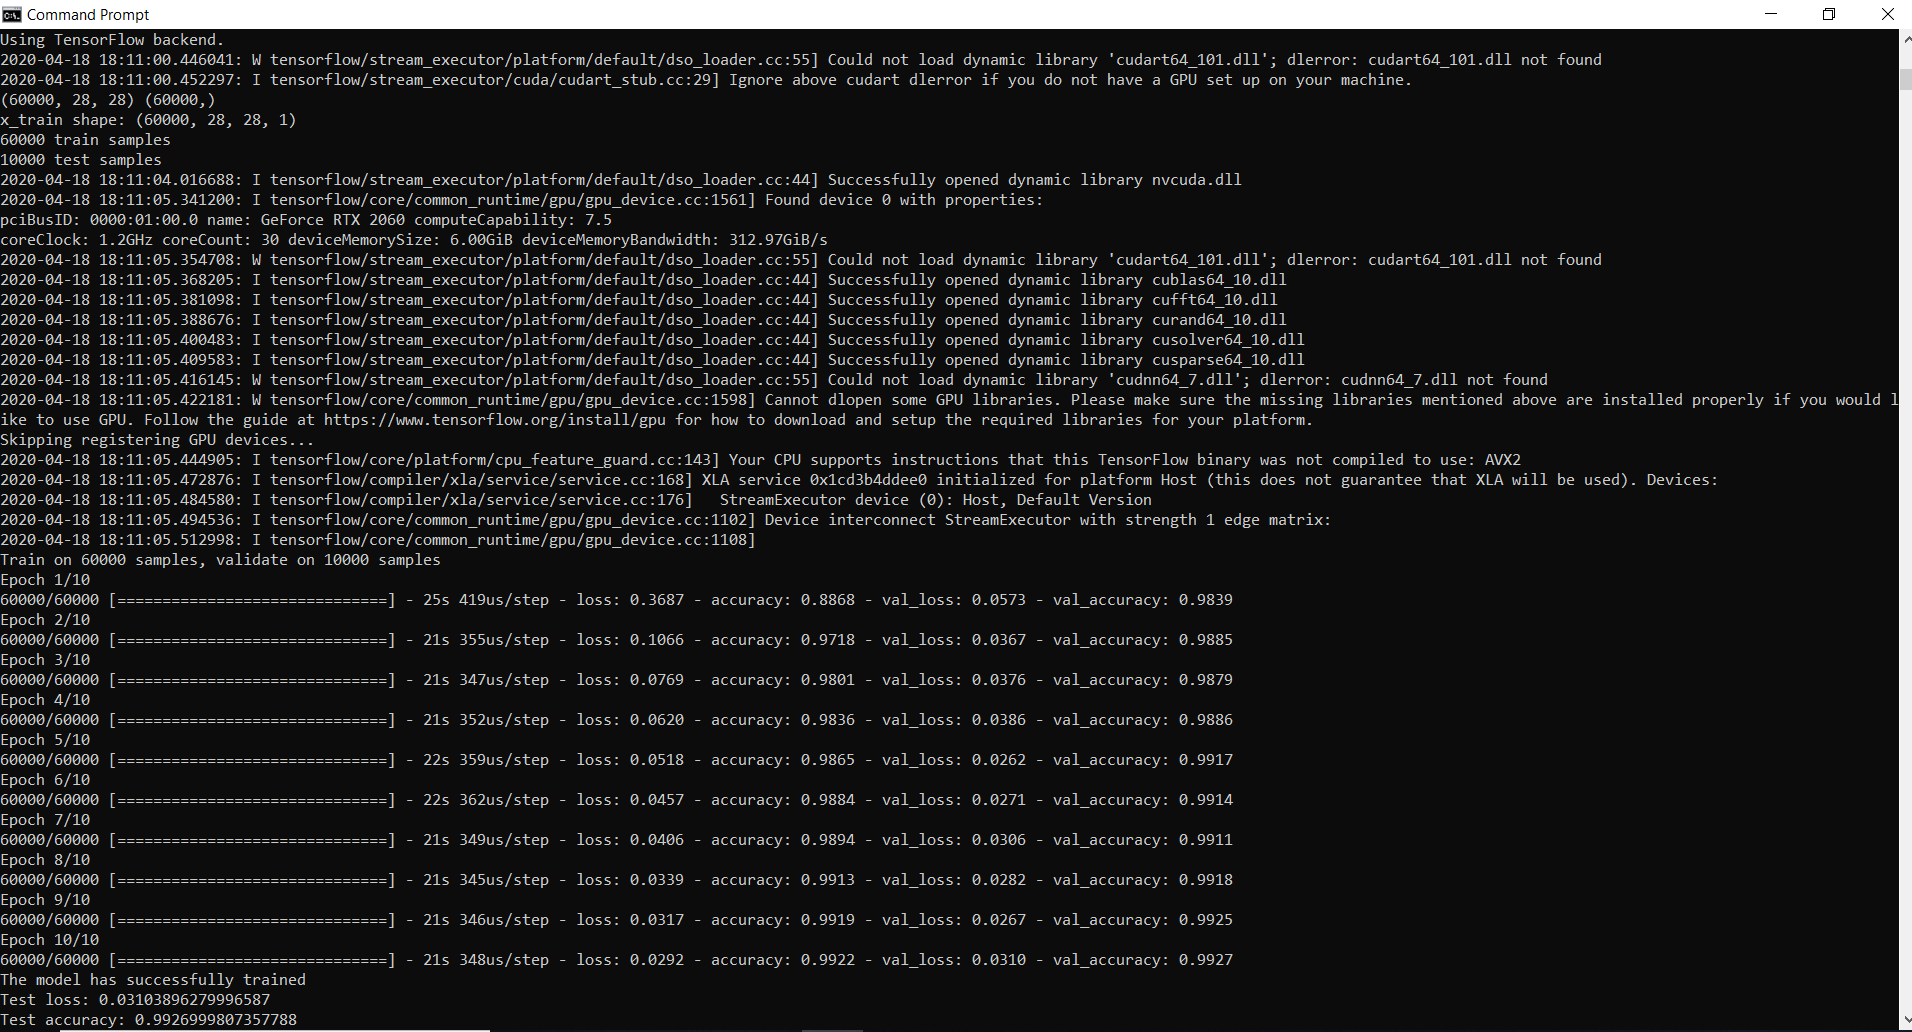 Command Prompt
Using TensorFlow backend.
2020-04-18 18:11:00.446041: W tensorflow/stream_executor/platform/default/dso_loader.cc:55] Could not load dynamic library 'cudart64_101.dll'; dlerror: cudart64_101.dll not found
2020-04-18 18:11:00.452297: I tensorflow/stream_executor/cuda/cudart_stub.cc:29] Ignore above cudart dlerror if you do not have a GPU set up on your machine.
(60000, 28, 28) (60000,)
x_train shape: (60000, 28, 28, 1)
60000 train samples
10000 test samples
2020-04-18 18:11:04.016688: I tensorflow/stream_executor/platform/default/dso_loader.cc:44] Successfully opened dynamic library nvcuda.dll
2020-04-18 18:11:05.341200: I tensorflow/core/common_runtime/gpu/gpu_device.cc:1561] Found device 0 with properties:
pciBusID: 0000:01:00.0 name: GeForce RTX 2060 computeCapability: 7.5
coreClock: 1.2GHz coreCount: 30 deviceMemorySize: 6.00GiB deviceMemoryBandwidth: 312.97GiB/s
2020-04-18 18:11:05.354708: W tensorflow/stream_executor/platform/default/dso_loader.cc:55] Could not load dynamic library 'cudart64_101.dll'; dlerror: cudart64_101.dll not found
2020-04-18 18:11:05.368205: I tensorflow/stream_executor/platform/default/dso_loader.cc:44] Successfully opened dynamic library cublas64_10.dll
2020-04-18 18:11:05.381098: I tensorflow/stream_executor/platform/default/dso_loader.cc:44] Successfully opened dynamic library cufft64_10.dll
2020-04-18 18:11:05.388676: I tensorflow/stream_executor/platform/default/dso_loader.cc:44] Successfully opened dynamic library curand64_10.dll
2020-04-18 18:11:05.400483: I tensorflow/stream_executor/platform/default/dso_loader.cc:44] Successfully opened dynamic library cusolver64_10.dll
2020-04-18 18:11:05.409583: I tensorflow/stream_executor/platform/default/dso_loader.cc:44] Successfully opened dynamic library cusparse64_10.dll
2020-04-18 18:11:05.416145: W tensorflow/stream_executor/platform/default/dso_loader.cc:55] Could not load dynamic library 'cudnn64_7.dll'; dlerror: cudnn64_7.dll not found
2020-04-18 18:11:05.422181: W tensorflow/core/common_runtime/gpu/gpu_device.cc:1598] Cannot dlopen some GPU libraries. Please make sure the missing libraries mentioned above are installed properly if you would l
ike to use GPU. Follow the guide at https://www.tensorflow.org/install/gpu for how to download and setup the required libraries for your platform.
Skipping registering GPU devices...
2020-04-18 18:11:05.444905: I tensorflow/core/platform/cpu_feature_guard.cc:143] Your CPU supports instructions that this TensorFlow binary was not compiled to use: AVX2
2020-04-18 18:11:05.472876: I tensorflow/compiler/xla/service/service.cc:168] XLA service 0x1cd3b4ddee0 initialized for platform Host (this does not guarantee that XLA will be used). Devices:
2020-04-18 18:11:05.484580: I tensorflow/compiler/xla/service/service.cc:176]   StreamExecutor device (0): Host, Default Version
2020-04-18 18:11:05.494536: I tensorflow/core/common_runtime/gpu/gpu_device.cc:1102] Device interconnect StreamExecutor with strength 1 edge matrix:
2020-04-18 18:11:05.512998: I tensorflow/core/common_runtime/gpu/gpu_device.cc:1108]
Train on 60000 samples, validate on 10000 samples
Epoch 1/10
60000/60000 [==============================] - 25s 419us/step - loss: 0.3687 - accuracy: 0.8868 - val_loss: 0.0573 - val_accuracy: 0.9839
Epoch 2/10
60000/60000 [==============================] - 21s 355us/step - loss: 0.1066 - accuracy: 0.9718 - val_loss: 0.0367 - val_accuracy: 0.9885
Epoch 3/10
60000/60000 [==============================] - 21s 347us/step - loss: 0.0769 - accuracy: 0.9801 - val_loss: 0.0376 - val_accuracy: 0.9879
Epoch 4/10
60000/60000 [==============================] - 21s 352us/step - loss: 0.0620 - accuracy: 0.9836 - val_loss: 0.0386 - val_accuracy: 0.9886
Epoch 5/10
60000/60000 [==============================] - 22s 359us/step - loss: 0.0518 - accuracy: 0.9865 - val_loss: 0.0262 - val_accuracy: 0.9917
Epoch 6/10
60000/60000 [==============================] - 22s 362us/step - loss: 0.0457 - accuracy: 0.9884 - val_loss: 0.0271 - val_accuracy: 0.9914
Epoch 7/10
60000/60000 [==============================] - 21s 349us/step - loss: 0.0406 - accuracy: 0.9894 - val_loss: 0.0306 - val_accuracy: 0.9911
Epoch 8/10
60000/60000 [==============================] - 21s 345us/step - loss: 0.0339 - accuracy: 0.9913 - val_loss: 0.0282 - val_accuracy: 0.9918
Epoch 9/10
60000/60000 [==============================] - 21s 346us/step - loss: 0.0317 - accuracy: 0.9919 - val_loss: 0.0267 - val_accuracy: 0.9925
Epoch 10/10
60000/60000 [==============================] - 21s 348us/step - loss: 0.0292 - accuracy: 0.9922 - val_loss: 0.0310 - val_accuracy: 0.9927
The model has successfully trained
Test loss: 0.03103896279996587
Test accuracy: 0.9926999807357788